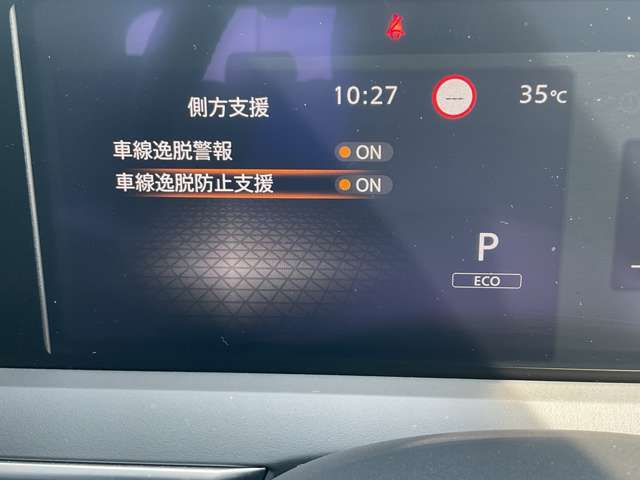 側方支援 10:27 --- 35℃
車線逸脱警報 ON
車線逸脱防止支援 ON
P
ECO